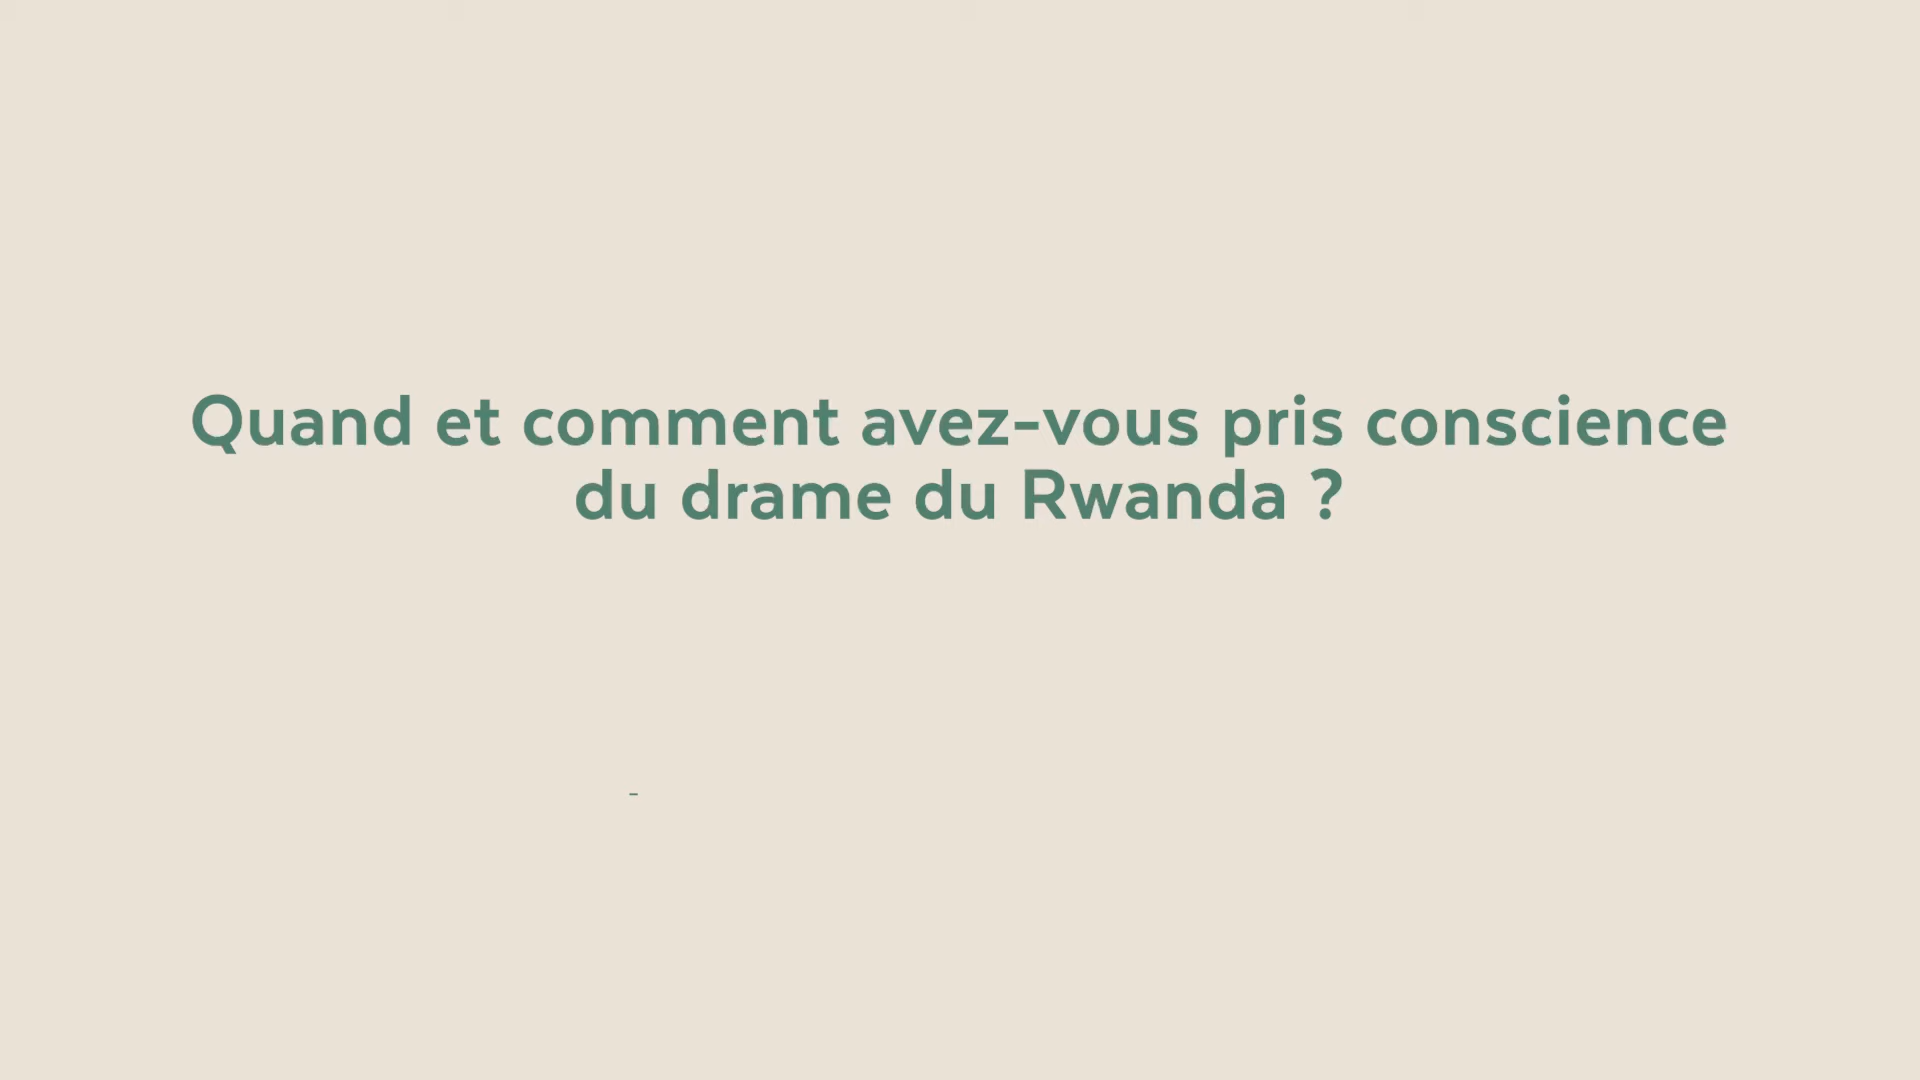 Quand et comment avez-vous pris conscience
du drame du Rwanda ?
-